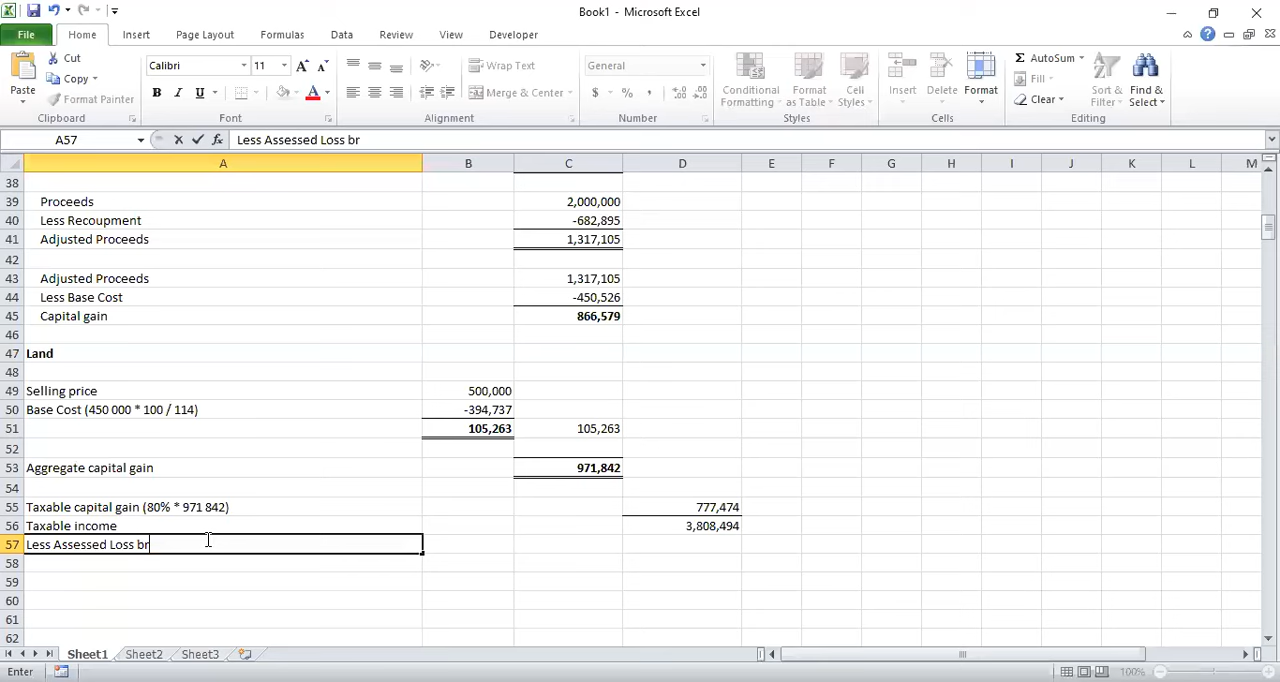 Book1 - Microsoft Excel
File Home Insert Page Layout Formulas Data Review View Developer
Paste Cut Copy Format Painter Clipboard
Calibri 11 B I U A Font
Wrap Text Merge & Center Alignment
General $ % , Number
Conditional Formatting Format as Table Cell Styles Styles
Insert Delete Format Cells
Σ AutoSum Fill Clear Sort & Filter Find & Select Editing
A57 fx Less Assessed Loss br
A B C D E F G H I J K L M
38
39 Proceeds 2,000,000
40 Less Recoupment -682,895
41 Adjusted Proceeds 1,317,105
42
43 Adjusted Proceeds 1,317,105
44 Less Base Cost -450,526
45 Capital gain 866,579
46
47 Land
48
49 Selling price 500,000
50 Base Cost (450 000 * 100 / 114) -394,737
51 105,263 105,263
52
53 Aggregate capital gain 971,842
54
55 Taxable capital gain (80% * 971 842) 777,474
56 Taxable income 3,808,494
57 Less Assessed Loss br
58
59
60
61
62
Sheet1 Sheet2 Sheet3
Enter 100%